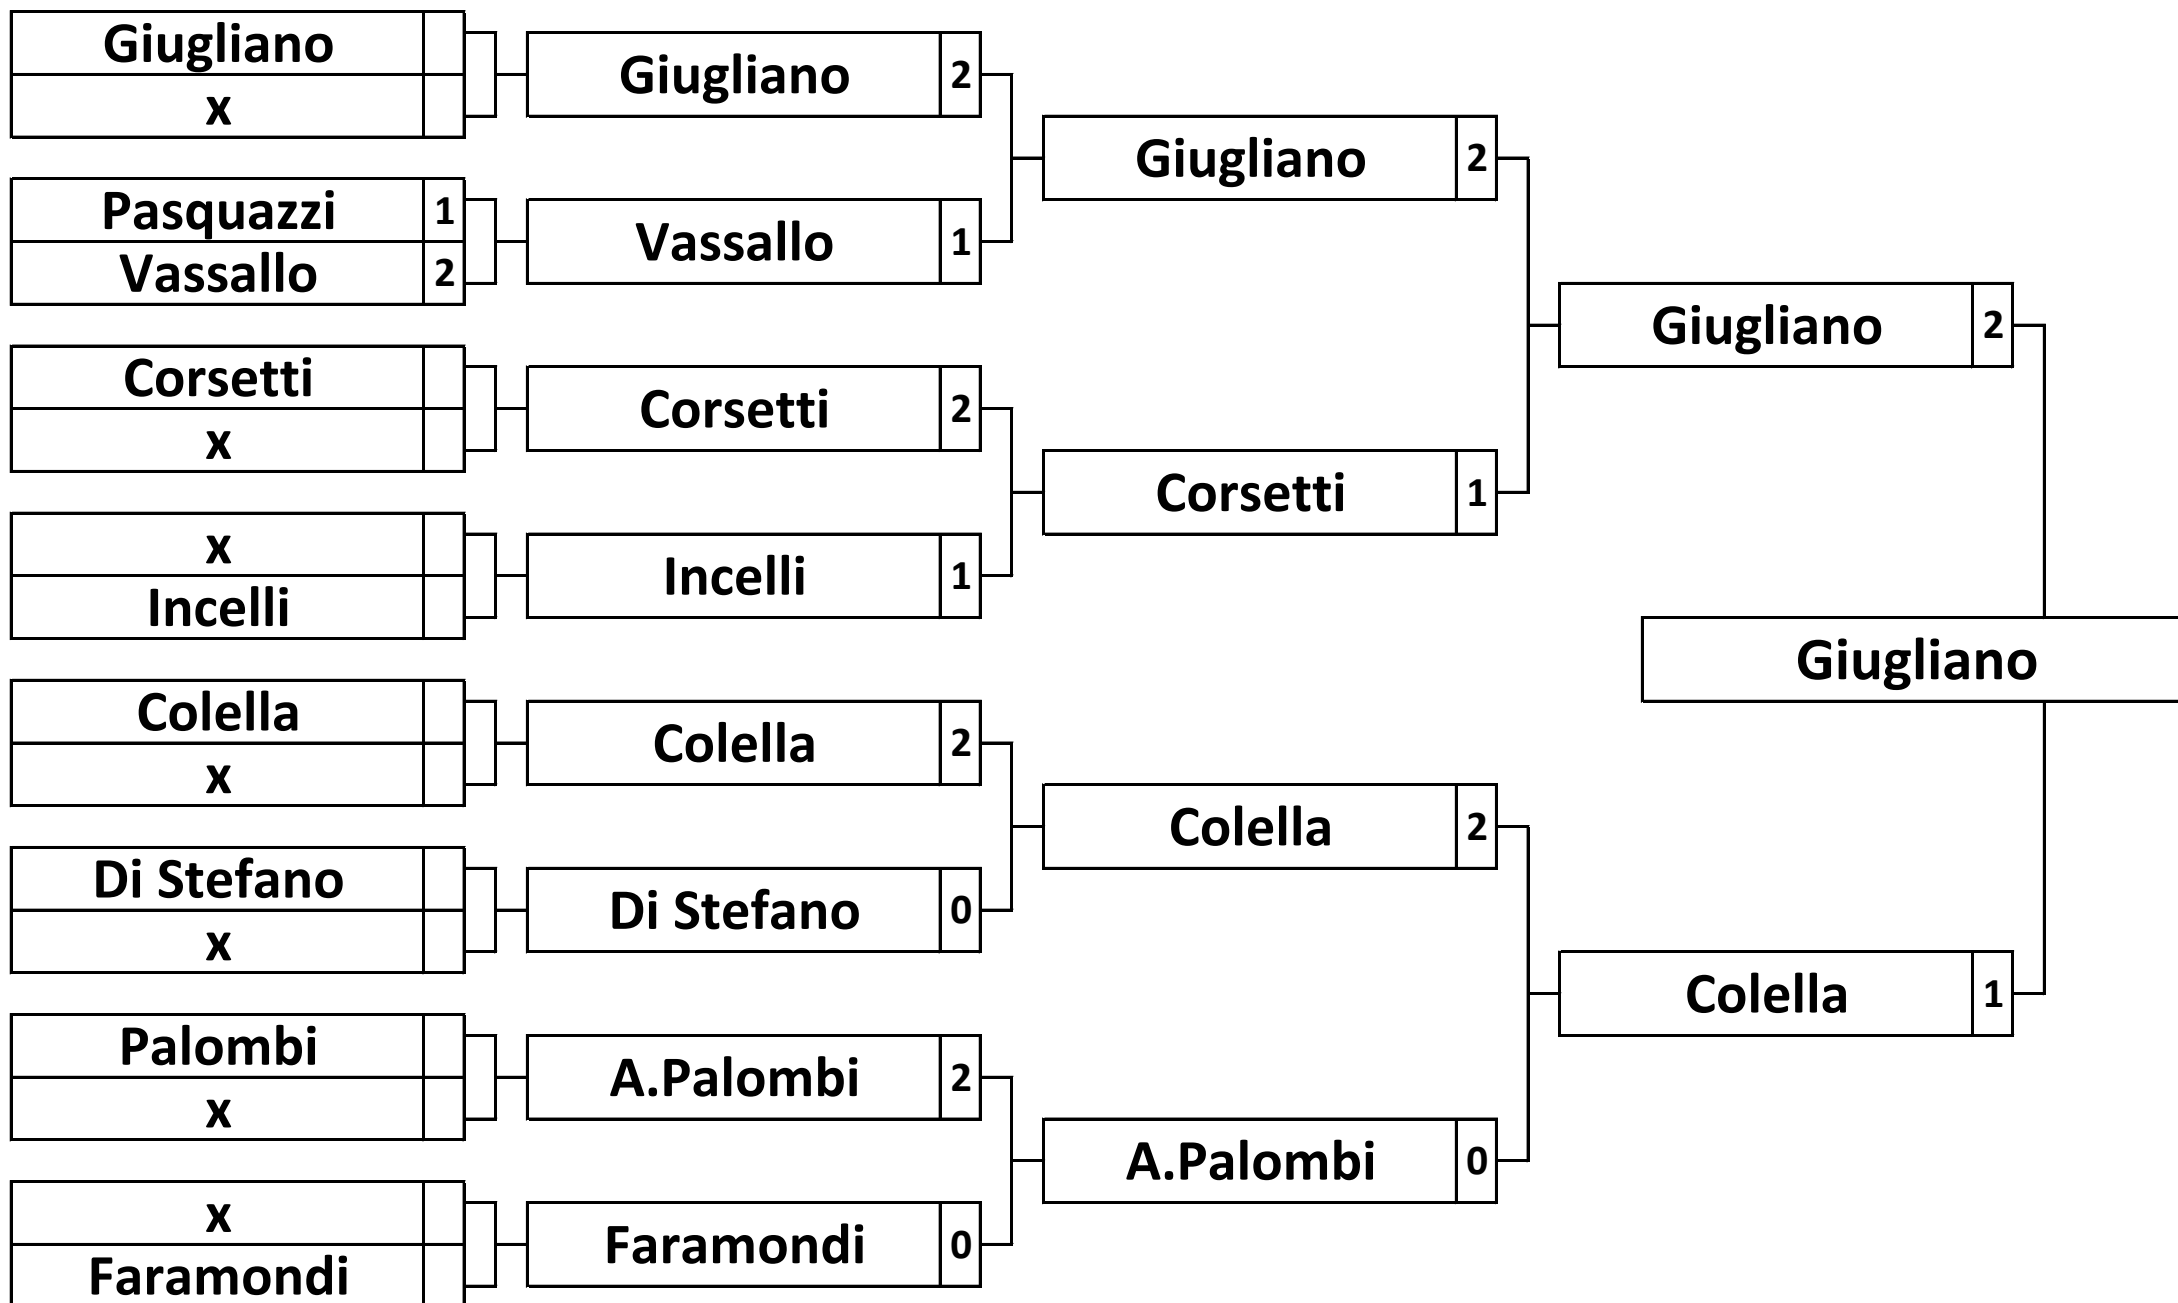 Giugliano
x
Pasquazzi 1
Vassallo 2
Corsetti
x
x
Incelli
Colella
x
Di Stefano
x
Palombi
x
x
Faramondi
Giugliano 2
Vassallo 1
Corsetti 2
Incelli 1
Colella 2
Di Stefano 0
A.Palombi 2
Faramondi 0
Giugliano 2
Corsetti 1
Colella 2
A.Palombi 0
Giugliano 2
Colella 1
Giugliano